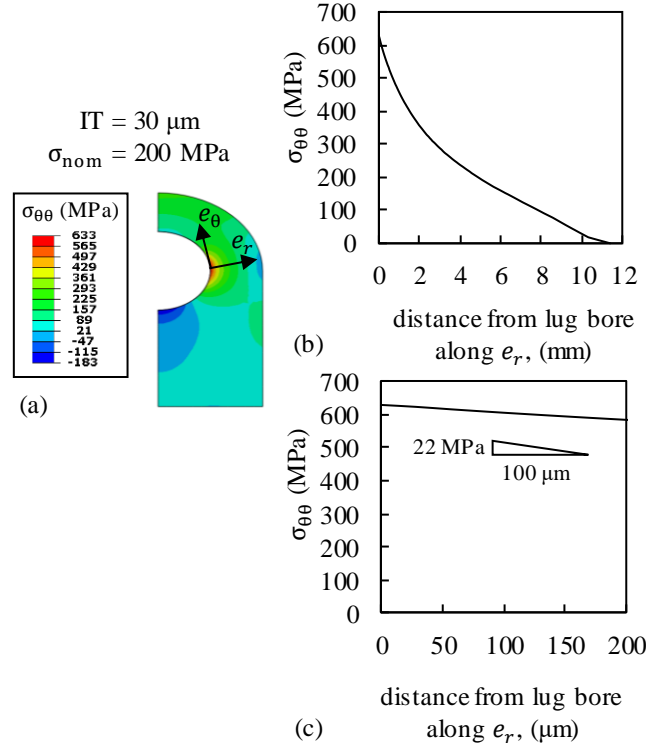 IT = 30 μm
σnom = 200 MPa
σθθ (MPa)
633
565
497
429
361
293
225
157
89
21
-47
-115
-183
eθ
er
(a)
700
600
500
400
300
200
100
0
σθθ (MPa)
0 2 4 6 8 10 12
distance from lug bore
along er, (mm)
(b)
700
600
500
400
300
200
100
0
σθθ (MPa)
22 MPa
100 μm
0 50 100 150 200
distance from lug bore
along er, (μm)
(c)